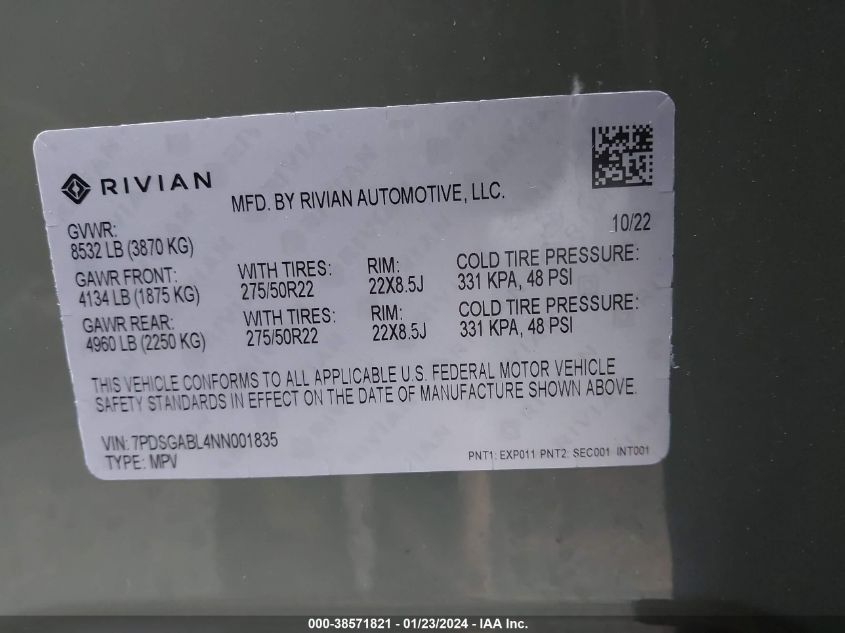 RIVIAN
MFD. BY RIVIAN AUTOMOTIVE, LLC.
10/22
GVWR:
8532 LB (3870 KG)
GAWR FRONT: WITH TIRES: RIM: COLD TIRE PRESSURE:
4134 LB (1875 KG) 275/50R22 22X8.5J 331 KPA, 48 PSI
GAWR REAR: WITH TIRES: RIM: COLD TIRE PRESSURE:
4960 LB (2250 KG) 275/50R22 22X8.5J 331 KPA, 48 PSI
THIS VEHICLE CONFORMS TO ALL APPLICABLE U.S. FEDERAL MOTOR VEHICLE
SAFETY STANDARDS IN EFFECT ON THE DATE OF MANUFACTURE SHOWN ABOVE.
VIN: 7PDSGABL4NN001835
TYPE: MPV
PNT1: EXP011 PNT2: SEC001 INT001
000-38571821 - 01/23/2024 - IAA Inc.